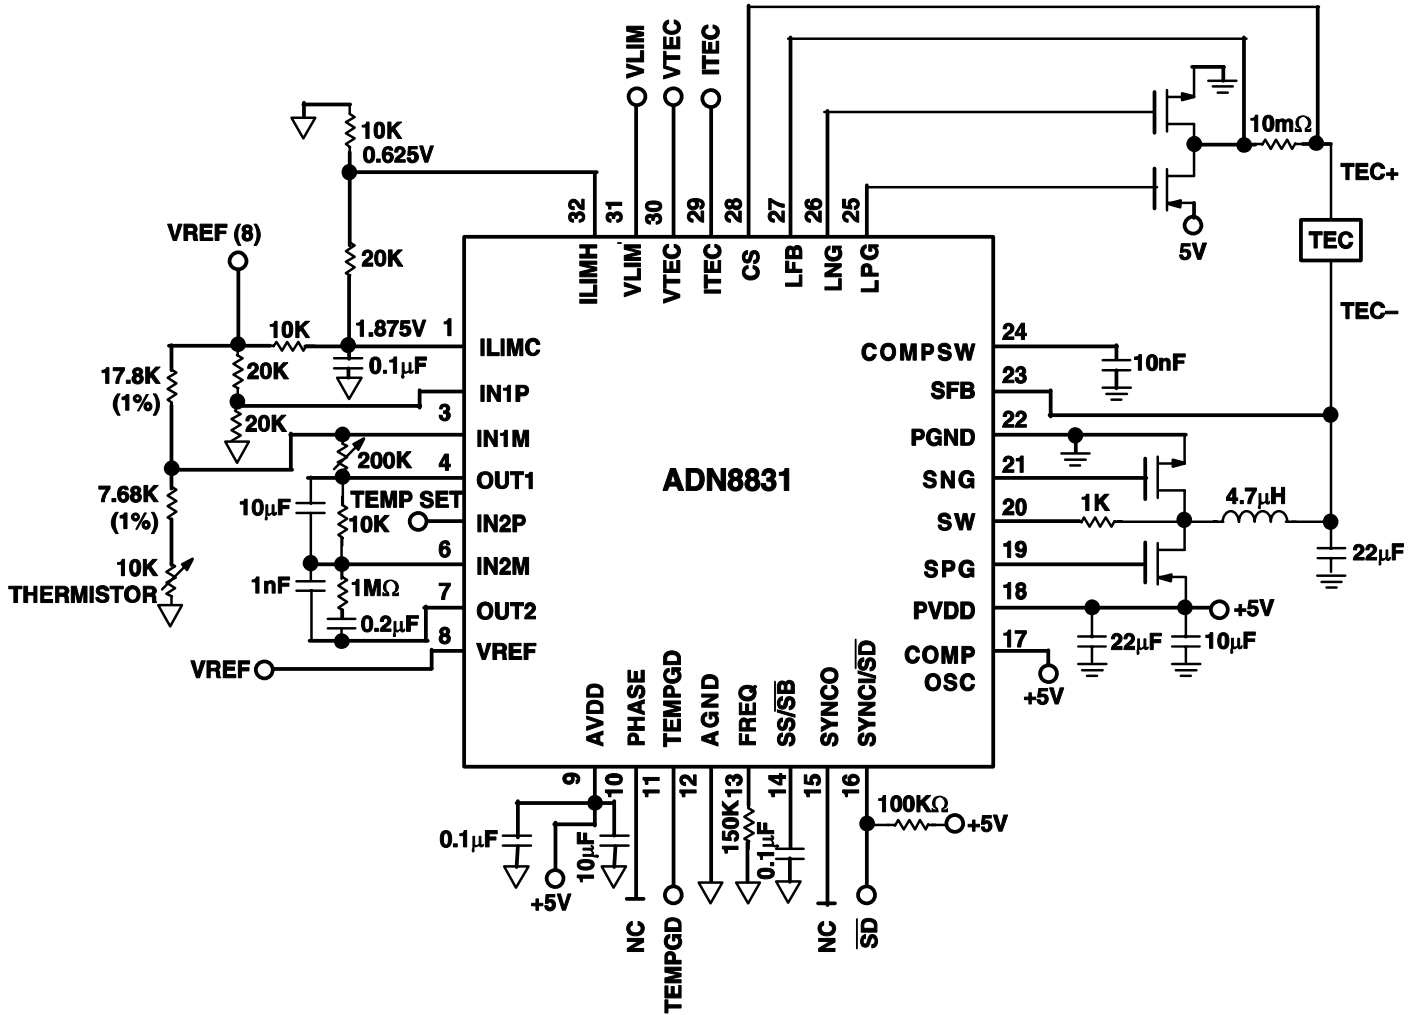 VLIM
VTEC
ITEC
10K
0.625V
10mΩ
TEC+
32
31
30
29
28
27
26
25
VREF (8)
20K
ILIMH
VLIM
VTEC
ITEC
CS
LFB
LNG
LPG
5V
TEC
TEC–
10K
1.875V
1
ILIMC
24
COMPSW
10nF
17.8K
(1%)
20K
0.1µF
IN1P
23
SFB
20K
3
IN1M
22
PGND
200K
4
OUT1
ADN8831
21
SNG
7.68K
(1%)
10µF
TEMP SET
10K
IN2P
20
SW
1K
4.7µH
10K
THERMISTOR
6
IN2M
19
SPG
22µF
1nF
1MΩ
7
OUT2
18
PVDD
+5V
0.2µF
8
VREF
VREF
17
COMP
OSC
+5V
22µF
10µF
AVDD
PHASE
TEMPGD
AGND
FREQ
SS/SB
SYNCO
SYNCI/SD
9
10
11
12
13
14
15
16
0.1µF
+5V
10µF
150K
0.1µF
100KΩ
+5V
NC
TEMPGD
NC
SD